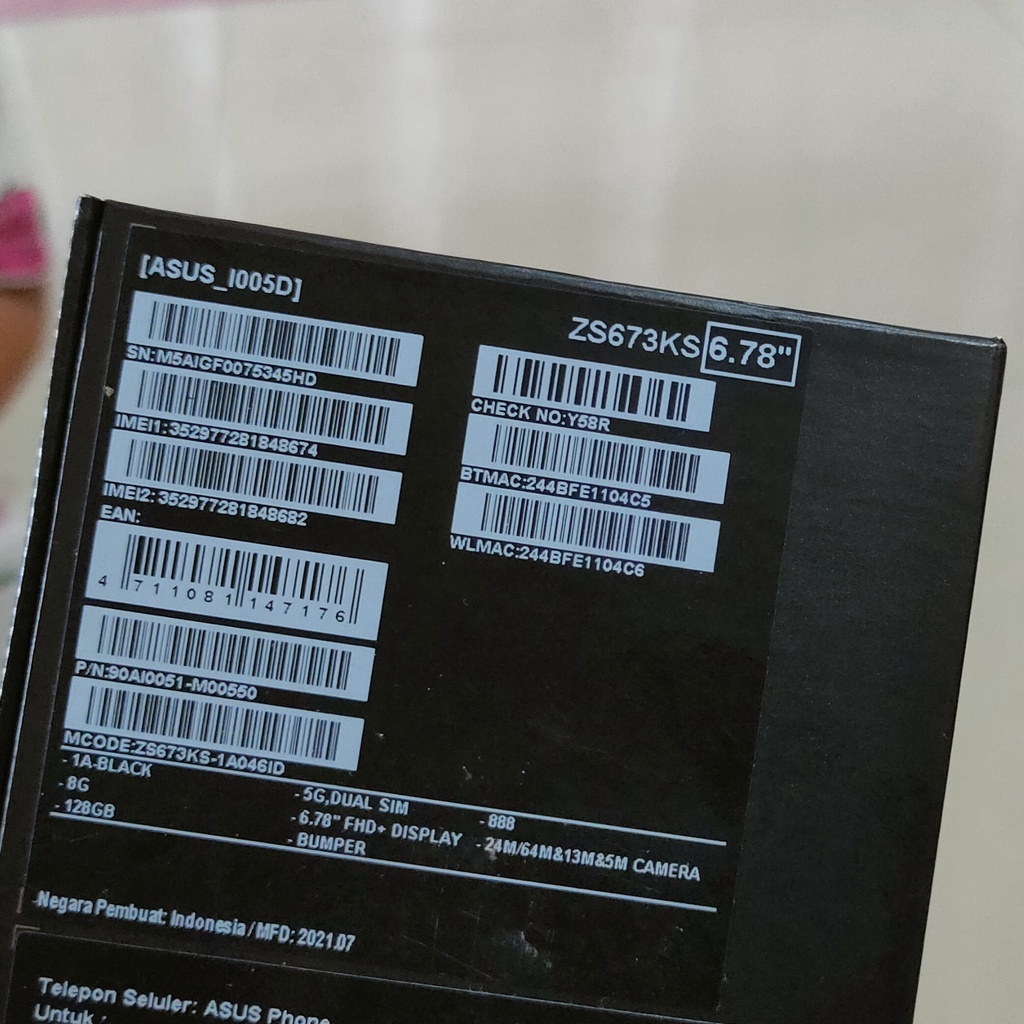 [ASUS_I005D]
ZS673KS 6.78"
SN:M5AIGF0075345HD
IMEI1:352977281848674
IMEI2: 352977281848682
EAN:
4 711081 147176
P/N:90AI0051-M00550
MCODE:ZS673KS-1A046ID
CHECK NO:Y58R
BTMAC:244BFE1104C5
WLMAC:244BFE1104C6
- 1A-BLACK
- 8G
- 128GB
- 5G,DUAL SIM
- 6.78" FHD+ DISPLAY
- BUMPER
- 888
- 24M/64M&13M&5M CAMERA
Negara Pembuat: Indonesia / MFD: 2021.07
Telepon Seluler: ASUS Phone
Untuk :